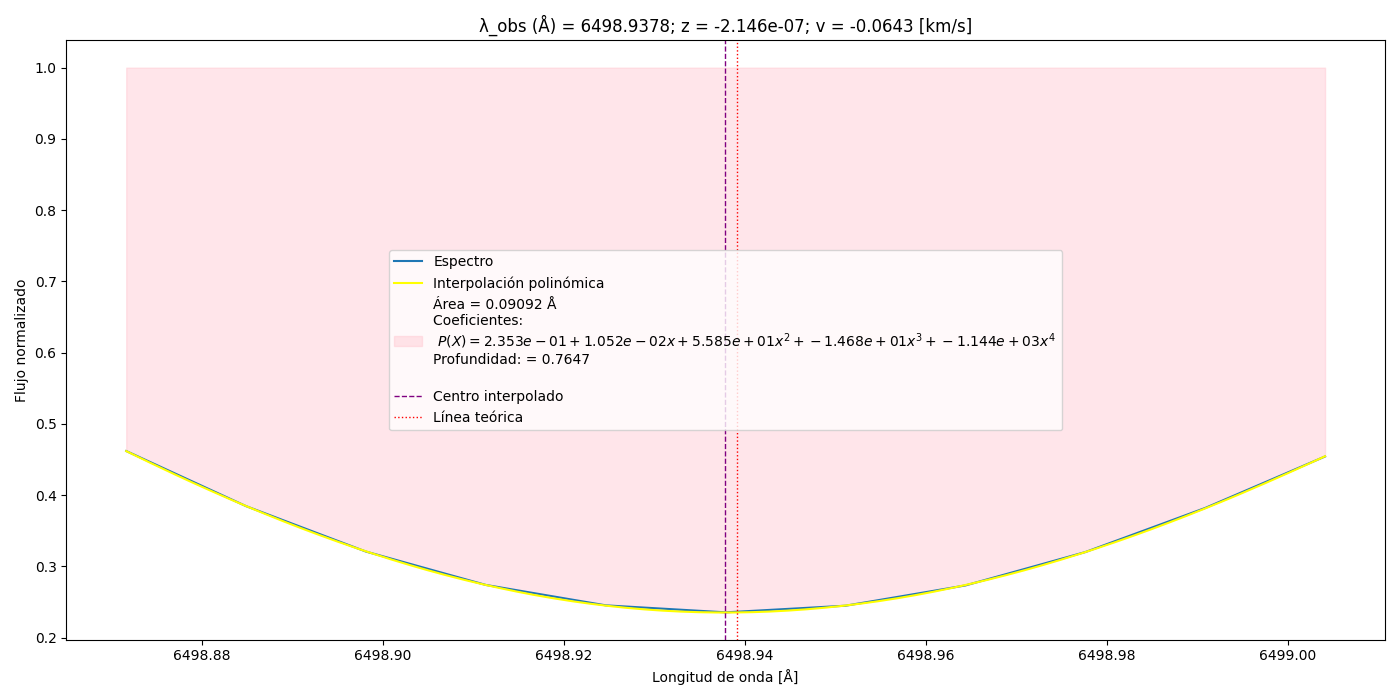 λ_obs (Å) = 6498.9378; z = -2.146e-07; v = -0.0643 [km/s]
1.0
0.9
0.8
0.7
0.6
0.5
0.4
0.3
0.2
Flujo normalizado
Espectro
Interpolación polinómica
Área = 0.09092 Å
Coeficientes:
P(X) = 2.353e − 01 + 1.052e − 02x + 5.585e + 01x² + −1.468e + 01x³ + −1.144e + 03x⁴
Profundidad: = 0.7647
Centro interpolado
Línea teórica
6498.88 6498.90 6498.92 6498.94 6498.96 6498.98 6499.00
Longitud de onda [Å]